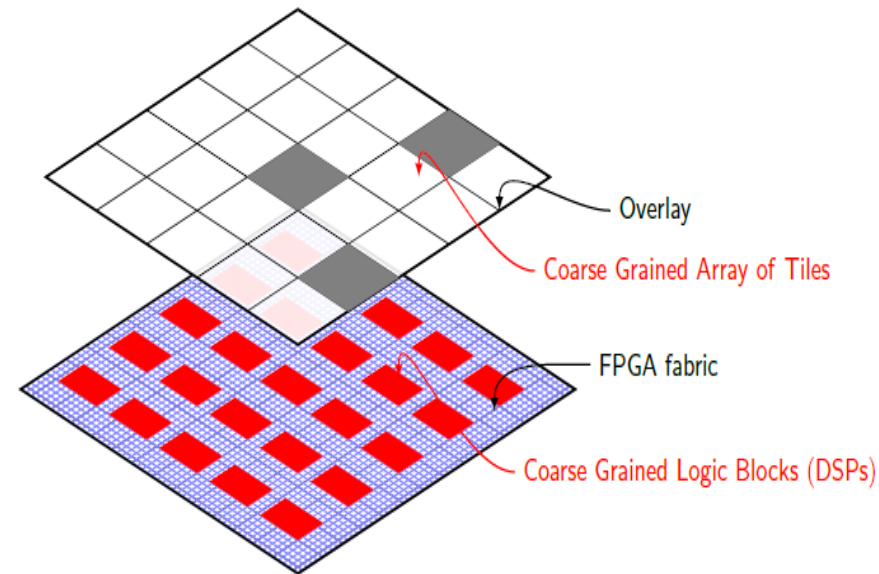 Overlay
Coarse Grained Array of Tiles
FPGA fabric
Coarse Grained Logic Blocks (DSPs)